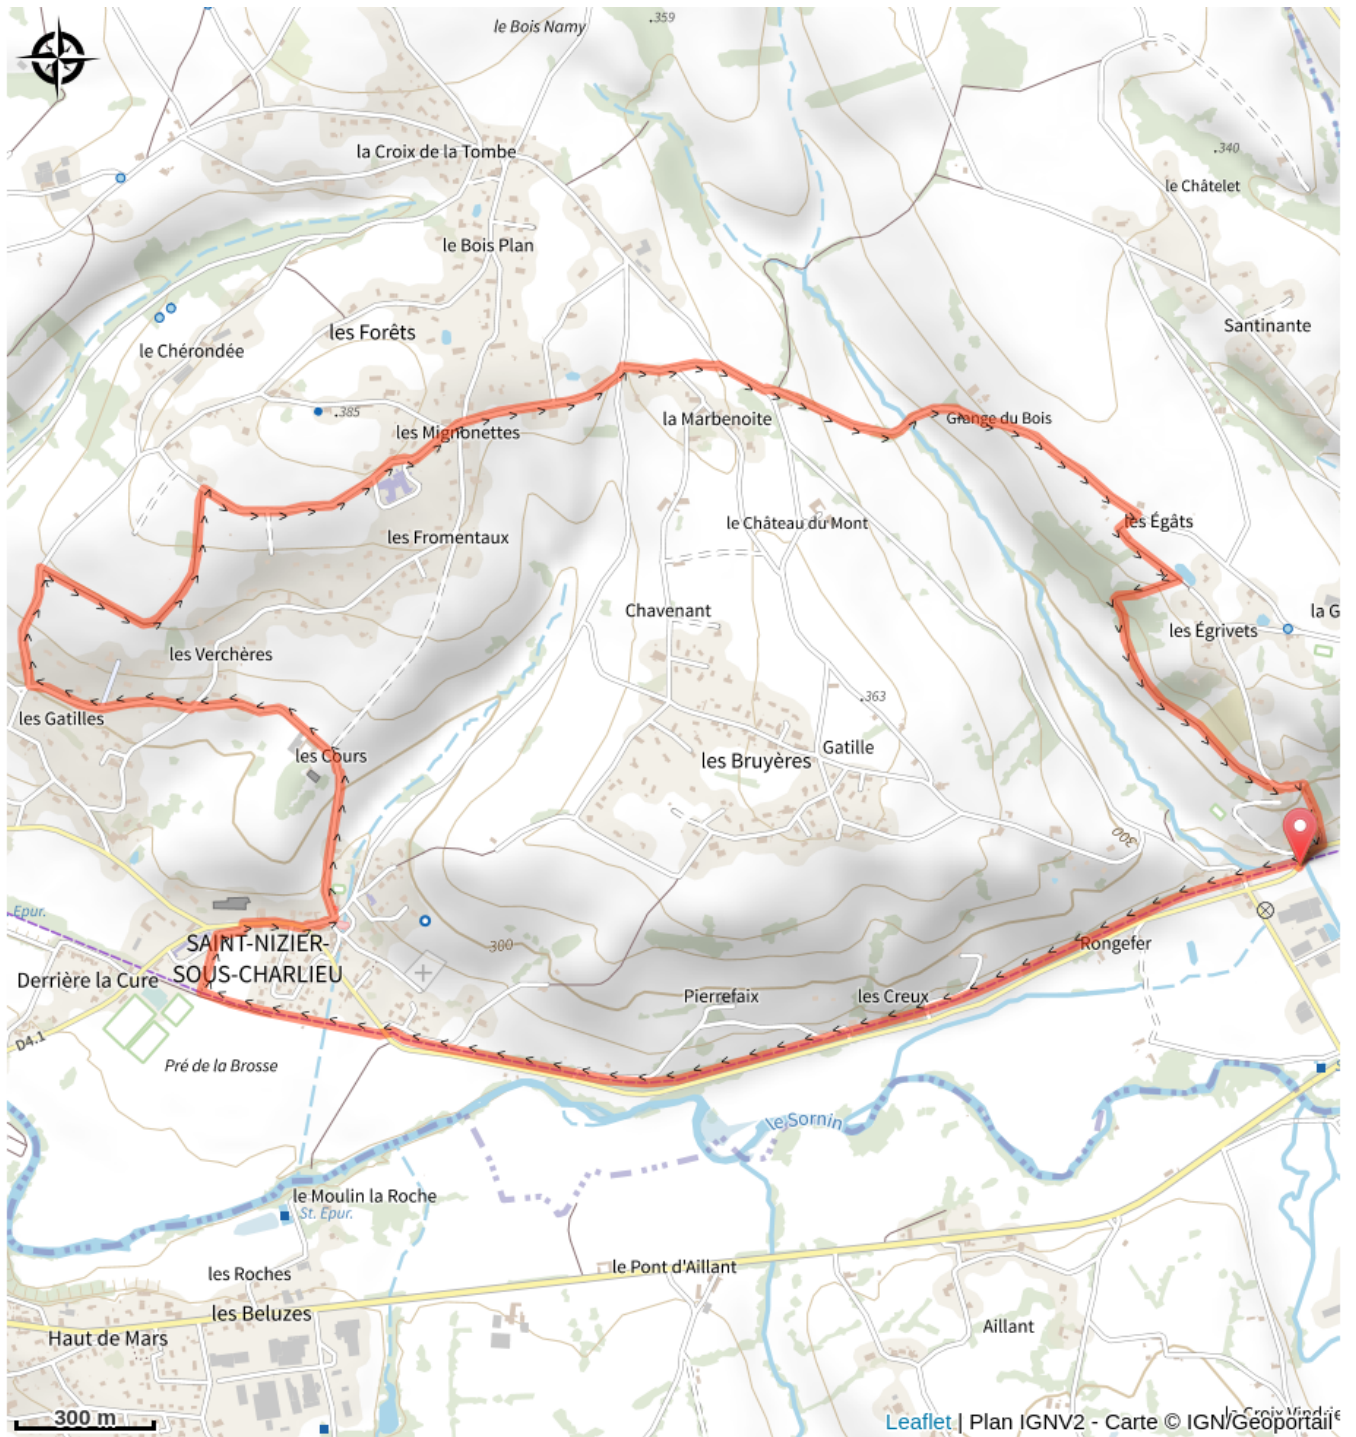 le Bois Namy
.359
la Croix de la Tombe
.340
le Châtelet
le Bois Plan
Santinante
les Forêts
le Chérondée
.385
les Mignonettes
la Marbenoite
Grange du Bois
les Égâts
le Château du Mont
les Fromentaux
Chavenant
la G
les Égrivets
les Verchères
.363
les Gatilles
Gatille
les Cours
les Bruyères
300
Epur.
SAINT-NIZIER-
SOUS-CHARLIEU
300
Rongefer
Derrière la Cure
Pierrefaix
les Creux
D4.1
Pré de la Brosse
le Sornin
le Moulin la Roche
St. Epur.
les Roches
le Pont d'Aillant
les Beluzes
Aillant
Haut de Mars
300 m
Leaflet | Plan IGNV2 - Carte © IGN/Geoportail